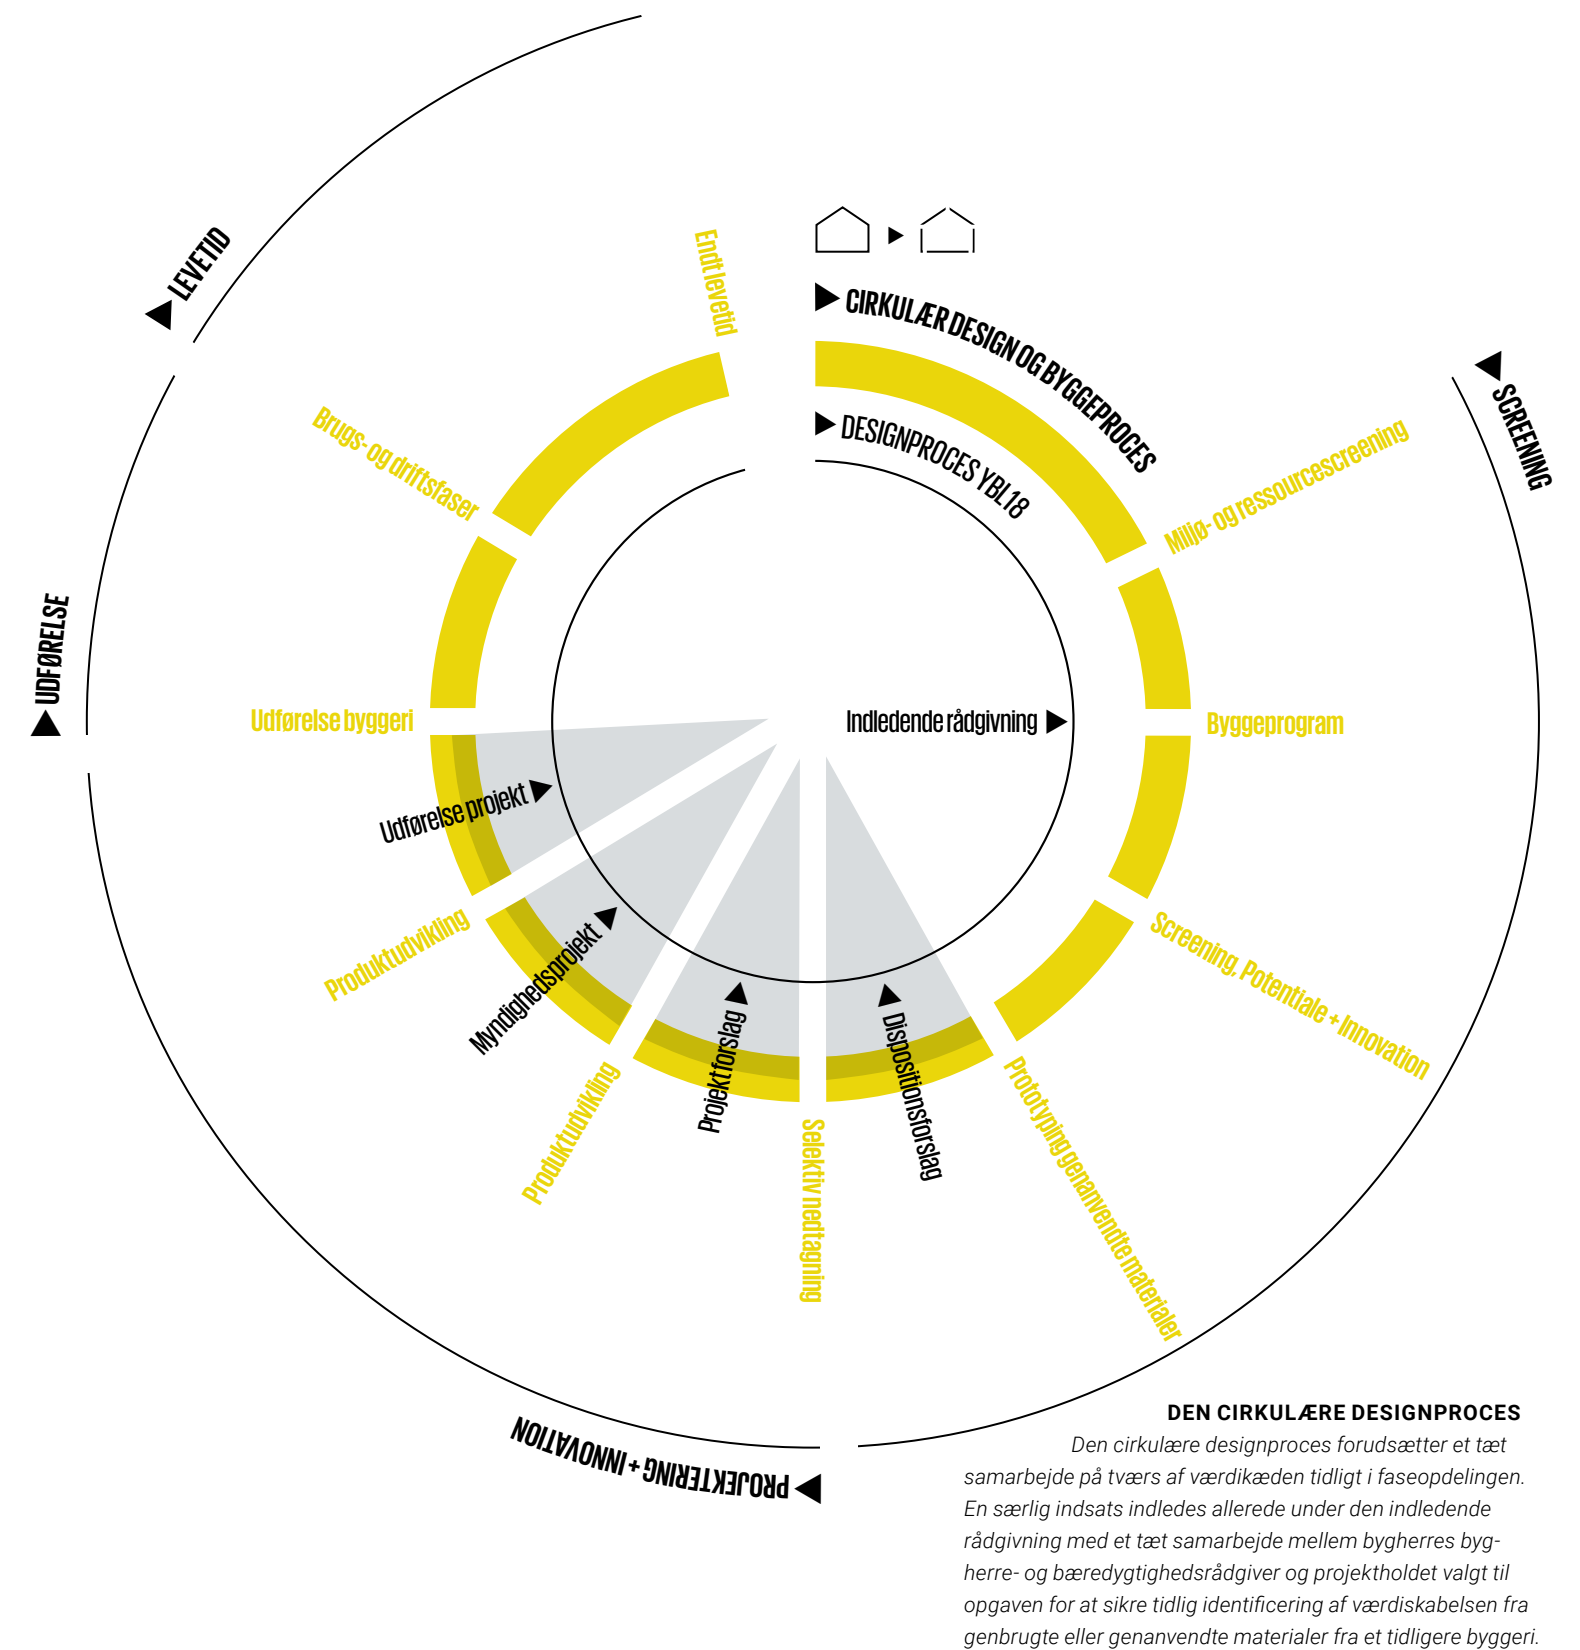 CIRKULÆR DESIGN OG BYGGEPROCES
DESIGNPROCES YBL18
SCREENING
Miljø- og ressourcescreening
Indledende rådgivning
Byggeprogram
Screening, Potentiale + Innovation
Prototyping genanvendte materialer
Dispositionsforslag
Selektiv nedtagning
Projektforslag
PROJEKTERING + INNOVATION
Produktudvikling
Myndighedsprojekt
Produktudvikling
Udførelse projekt
Udførelse byggeri
UDFØRELSE
Brugs- og driftsfaser
LEVETID
Endt levetid
DEN CIRKULÆRE DESIGNPROCES
Den cirkulære designproces forudsætter et tæt
samarbejde på tværs af værdikæden tidligt i faseopdelingen.
En særlig indsats indledes allerede under den indledende
rådgivning med et tæt samarbejde mellem bygherres byg-
herre- og bæredygtighedsrådgiver og projektholdet valgt til
opgaven for at sikre tidlig identificering af værdiskabelsen fra
genbrugte eller genanvendte materialer fra et tidligere byggeri.